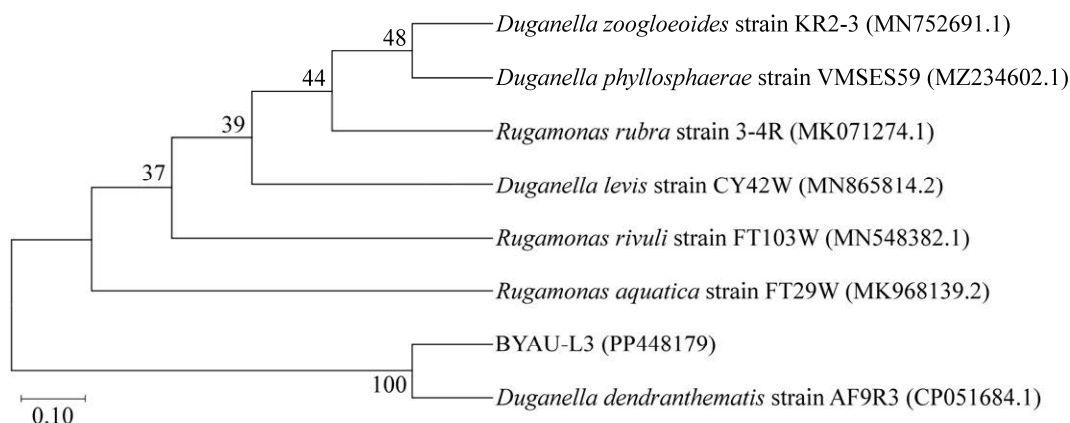 48
Duganella zoogloeoides strain KR2-3 (MN752691.1)
44
Duganella phyllosphaerae strain VMSES59 (MZ234602.1)
39
Rugamonas rubra strain 3-4R (MK071274.1)
37
Duganella levis strain CY42W (MN865814.2)
Rugamonas rivuli strain FT103W (MN548382.1)
Rugamonas aquatica strain FT29W (MK968139.2)
BYAU-L3 (PP448179)
100
Duganella dendranthematis strain AF9R3 (CP051684.1)
0.10